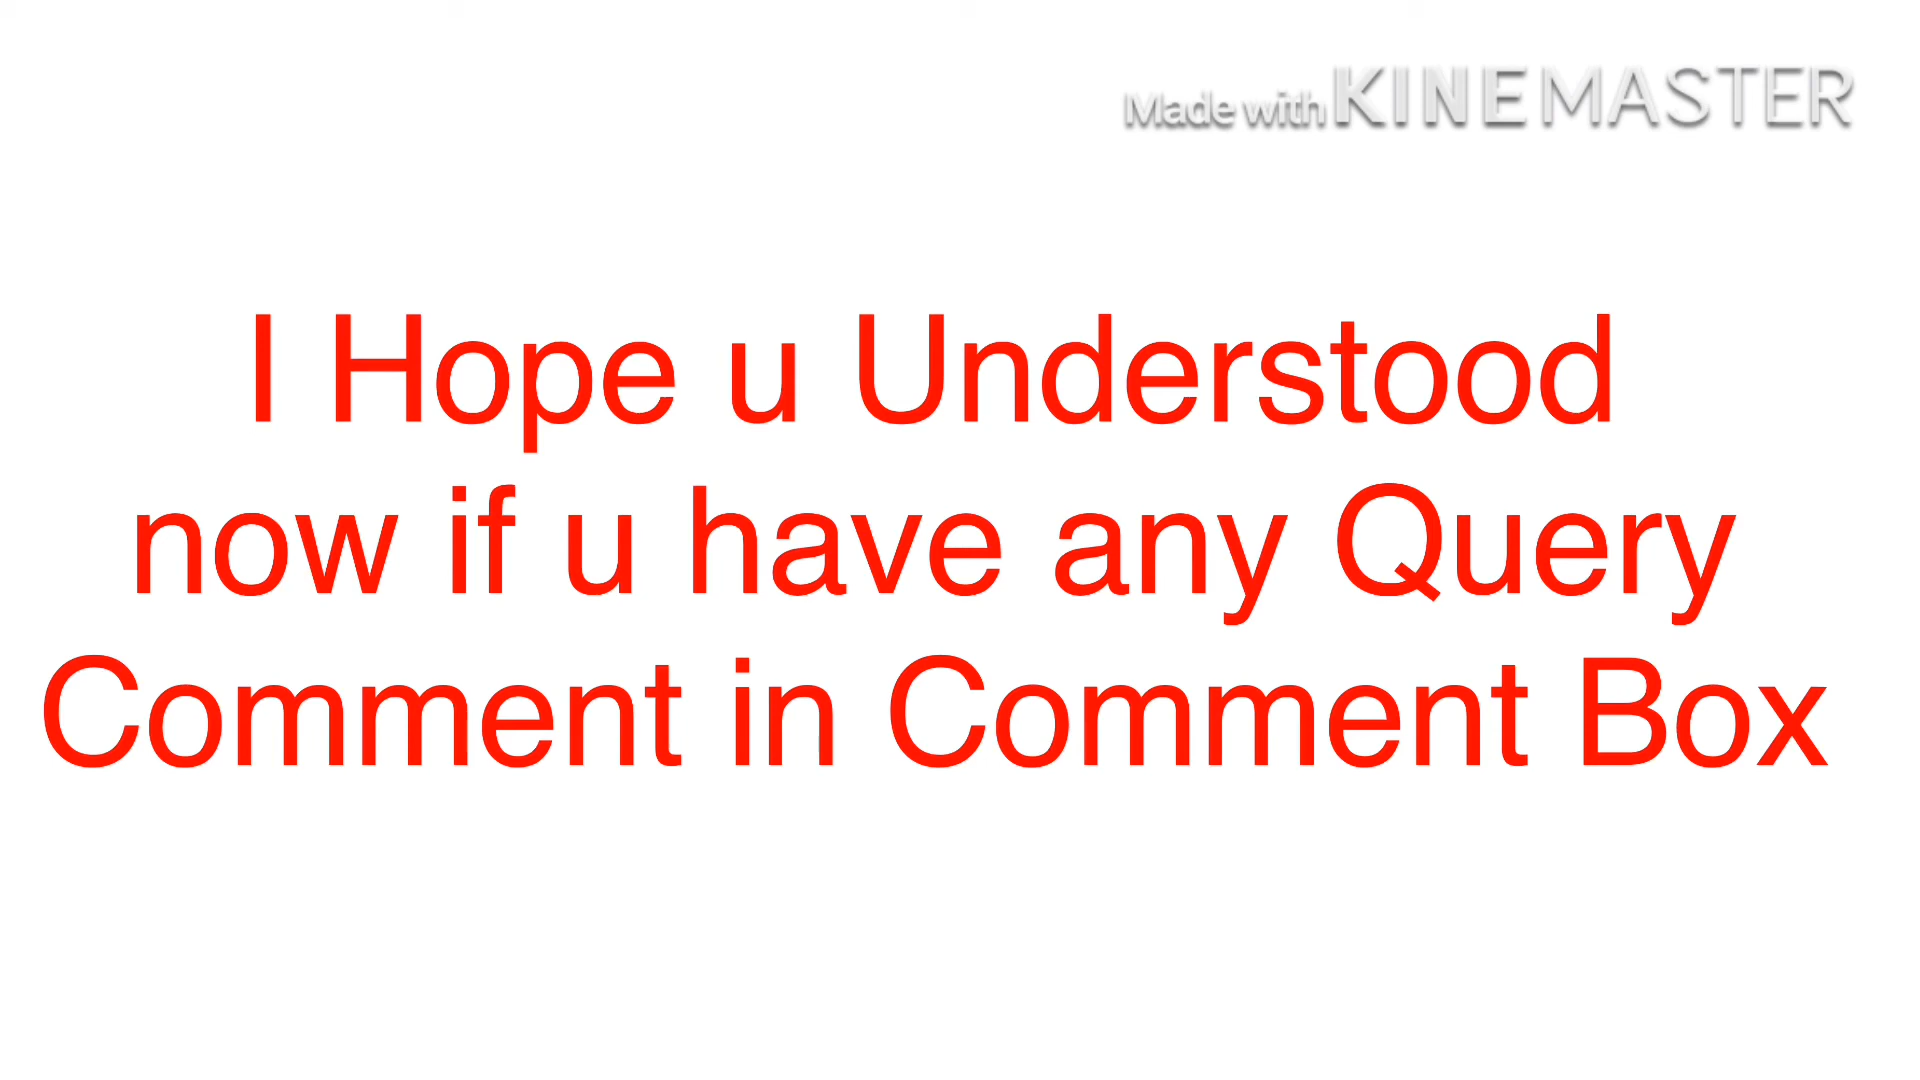 Made with KINEMASTER
I Hope u Understood
now if u have any Query
Comment in Comment Box